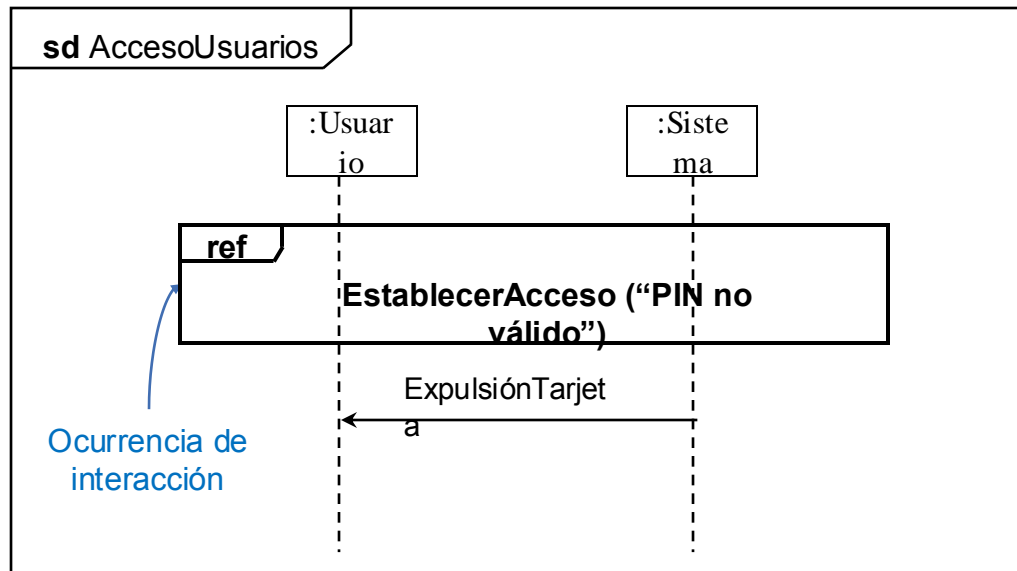 sd AccesoUsuarios
:Usuar
io
:Siste
ma
ref
EstablecerAcceso (“PIN no
válido”)
ExpulsiónTarjet
a
Ocurrencia de
interacción